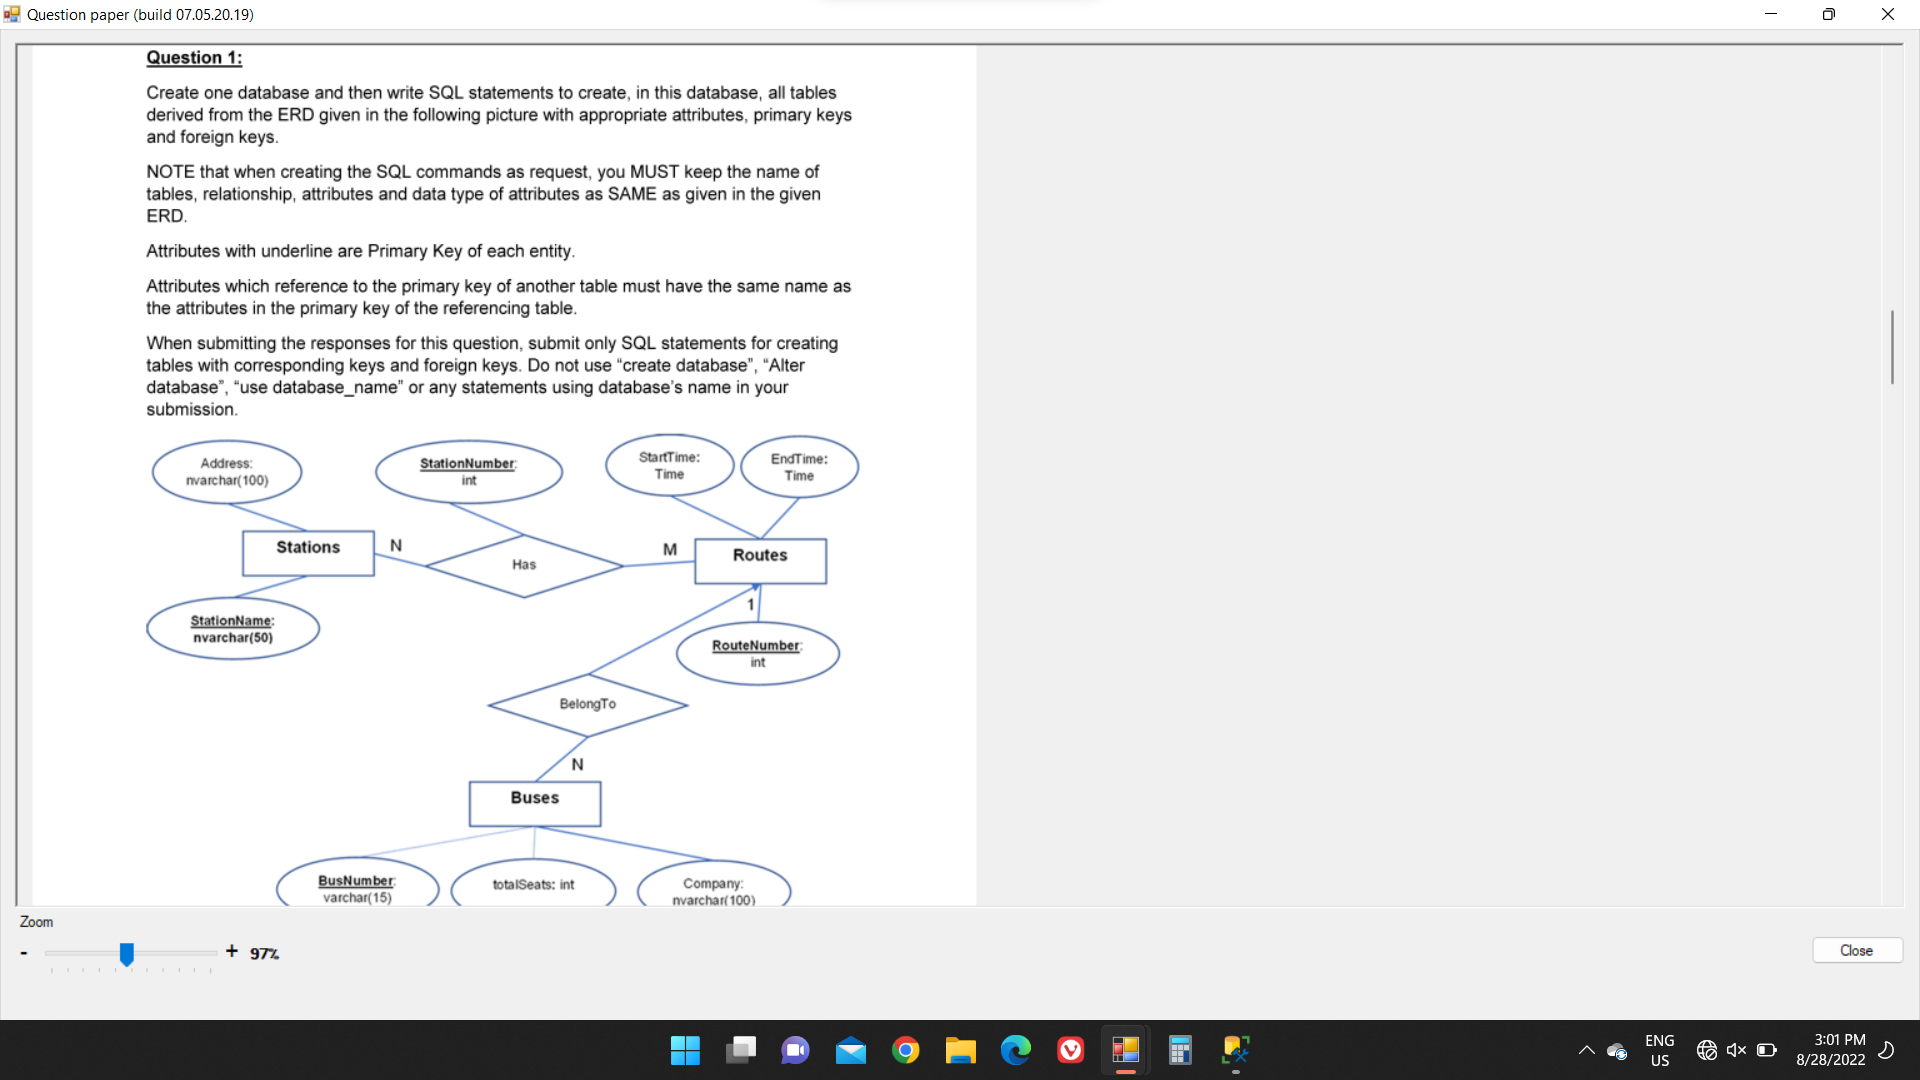 Question paper (build 07.05.20.19)
Question 1:
Create one database and then write SQL statements to create, in this database, all tables
derived from the ERD given in the following picture with appropriate attributes, primary keys
and foreign keys.
NOTE that when creating the SQL commands as request, you MUST keep the name of
tables, relationship, attributes and data type of attributes as SAME as given in the given
ERD.
Attributes with underline are Primary Key of each entity.
Attributes which reference to the primary key of another table must have the same name as
the attributes in the primary key of the referencing table.
When submitting the responses for this question, submit only SQL statements for creating
tables with corresponding keys and foreign keys. Do not use “create database”, “Alter
database”, “use database_name” or any statements using database’s name in your
submission.
Address:
nvarchar(100)
StationNumber:
int
StartTime:
Time
EndTime:
Time
Stations
N
Has
M
Routes
StationName:
nvarchar(50)
1
RouteNumber:
int
BelongTo
N
Buses
BusNumber:
varchar(15)
totalSeats: int
Company:
nvarchar(100)
Zoom
- + 97%
Close
ENG
US
3:01 PM
8/28/2022